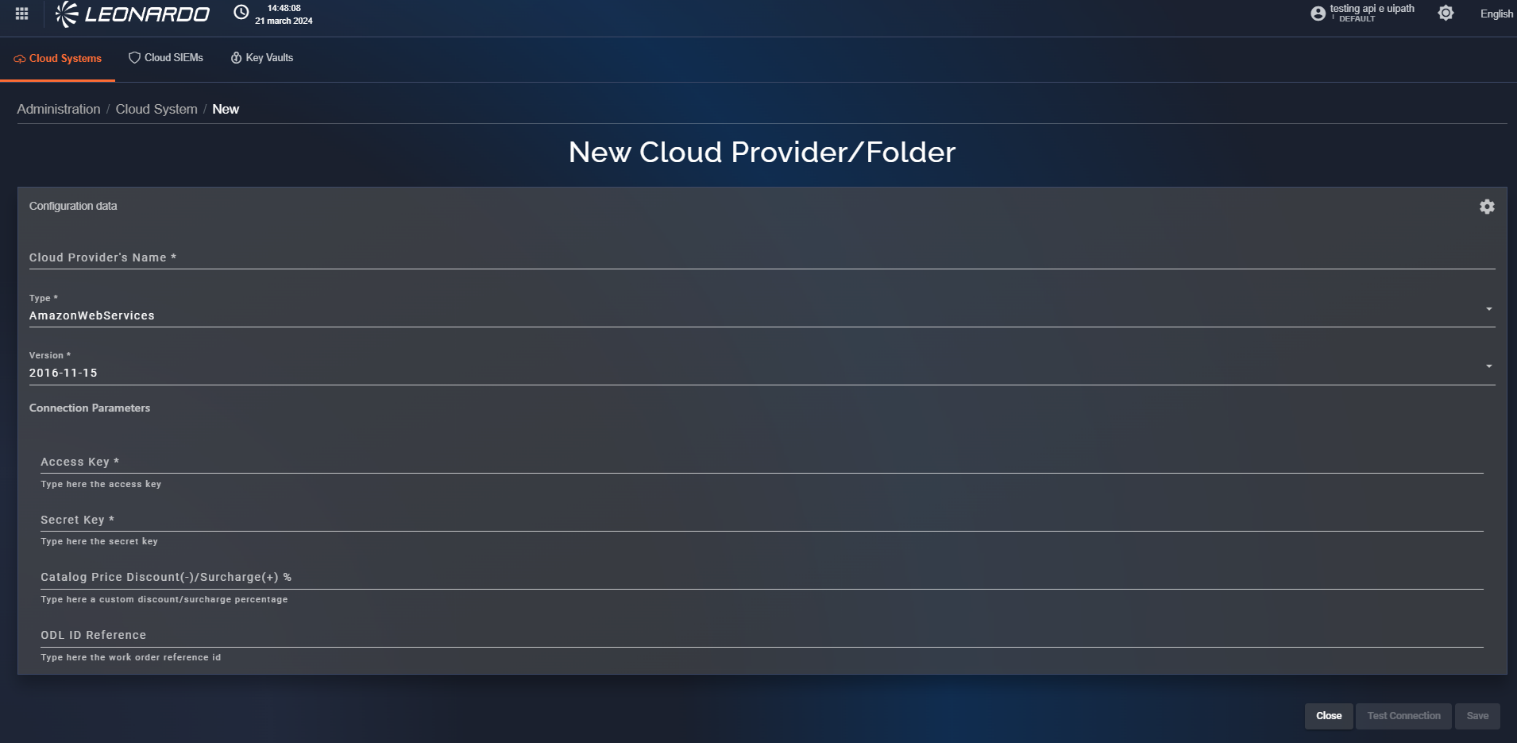 LEONARDO
14:48:08
21 march 2024
testing api e uipath
DEFAULT
English
Cloud Systems
Cloud SIEMs
Key Vaults
Administration / Cloud System / New
New Cloud Provider/Folder
Configuration data
Cloud Provider's Name *
Type *
AmazonWebServices
Version *
2016-11-15
Connection Parameters
Access Key *
Type here the access key
Secret Key *
Type here the secret key
Catalog Price Discount(-)/Surcharge(+) %
Type here a custom discount/surcharge percentage
ODL ID Reference
Type here the work order reference id
Close
Test Connection
Save